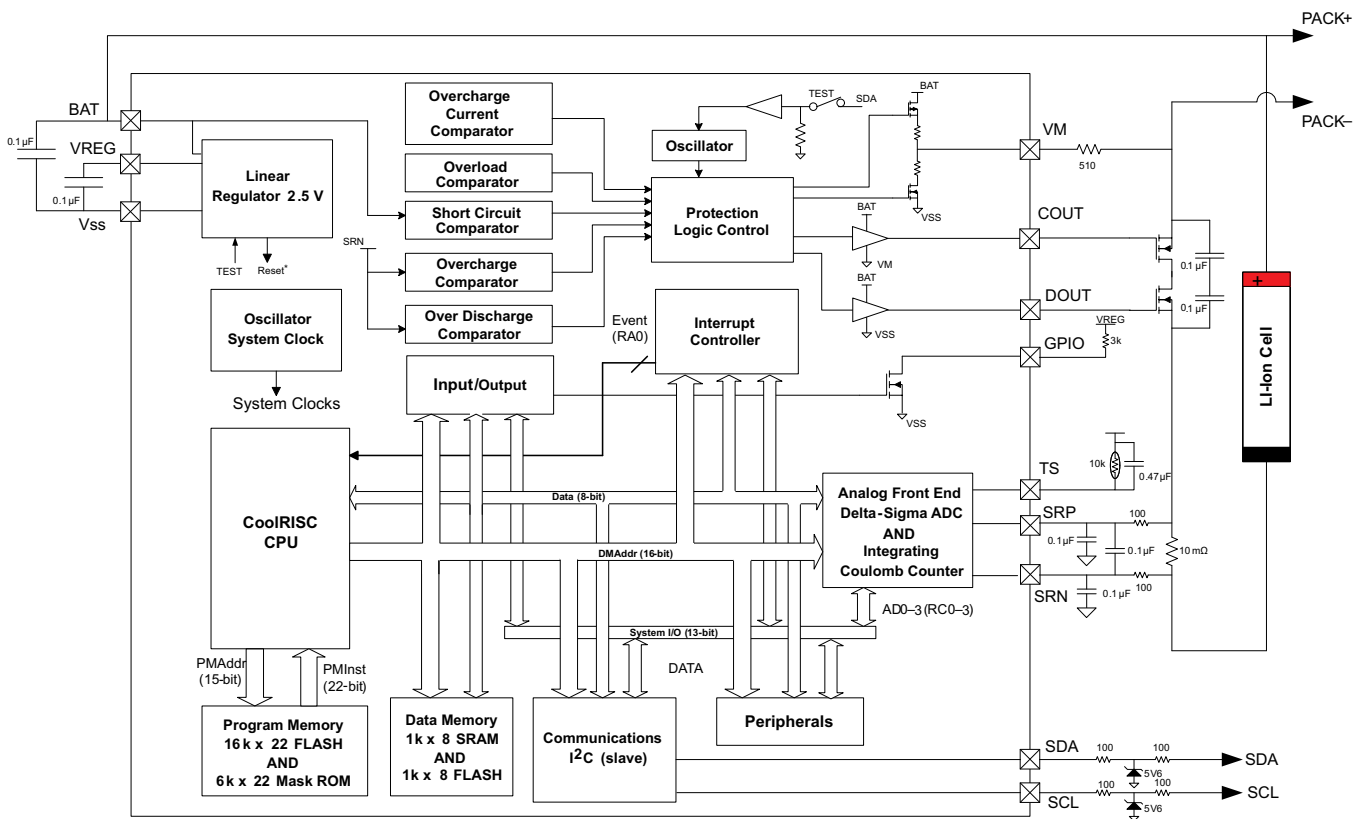 PACK+
PACK–
BAT
0.1 µF
VREG
0.1 µF
Vss
Linear
Regulator 2.5 V
TEST
Reset*
Oscillator
System Clock
System Clocks
Overcharge
Current
Comparator
Overload
Comparator
Short Circuit
Comparator
SRN
Overcharge
Comparator
Over Discharge
Comparator
TEST
SDA
Oscillator
Protection
Logic Control
BAT
VSS
BAT
VM
BAT
VSS
VM
510
COUT
0.1 µF
DOUT
0.1 µF
VREG
3k
GPIO
VSS
Event
(RA0)
Interrupt
Controller
Input/Output
LI-Ion Cell
+
CoolRISC
CPU
Data (8-bit)
DMAddr (16-bit)
System I/O (13-bit)
Analog Front End
Delta-Sigma ADC
AND
Integrating
Coulomb Counter
AD0–3 (RC0–3)
TS
10k
0.47µF
SRP
100
0.1 µF
0.1 µF
10 mΩ
SRN
0.1 µF
100
PMAddr
(15-bit)
PMInst
(22-bit)
DATA
Program Memory
16k x 22 FLASH
AND
6k x 22 Mask ROM
Data Memory
1k x 8 SRAM
AND
1k x 8 FLASH
Communications
I2C (slave)
Peripherals
SDA
100
100
5V6
SDA
SCL
100
100
5V6
SCL